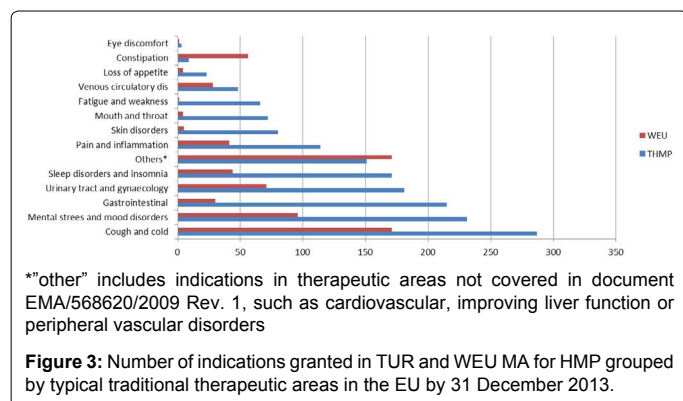 Eye discomfort
Constipation
Loss of appetite
Venous circulatory dis
Fatigue and weakness
Mouth and throat
Skin disorders
Pain and inflammation
Others*
Sleep disorders and insomnia
Urinary tract and gynaecology
Gastrointestinal
Mental strees and mood disorders
Cough and cold
WEU
THMP
0 50 100 150 200 250 300 350
*”other” includes indications in therapeutic areas not covered in document
EMA/568620/2009 Rev. 1, such as cardiovascular, improving liver function or
peripheral vascular disorders
Figure 3: Number of indications granted in TUR and WEU MA for HMP grouped
by typical traditional therapeutic areas in the EU by 31 December 2013.